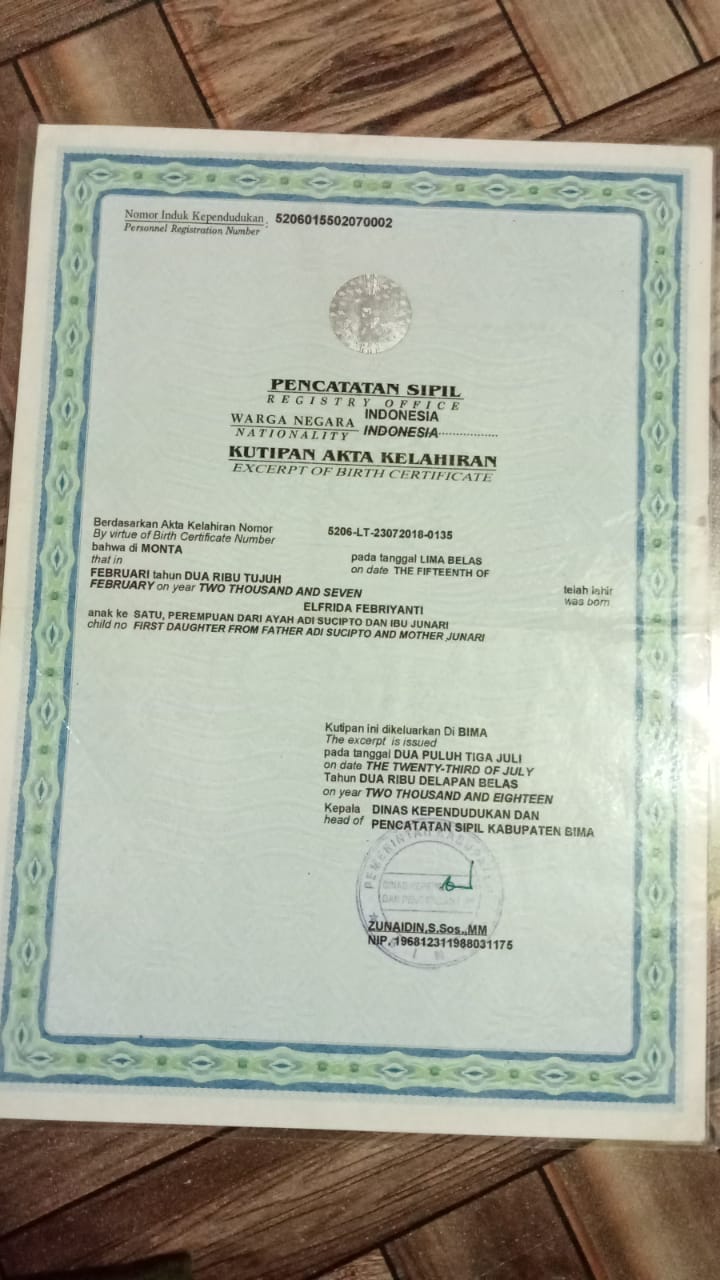 Nomor Induk Kependudukan : 5206015502070002
Personnel Registration Number
PENCATATAN SIPIL
REGISTRY OFFICE
WARGA NEGARA INDONESIA
NATIONALITY INDONESIA
KUTIPAN AKTA KELAHIRAN
EXCERPT OF BIRTH CERTIFICATE
Berdasarkan Akta Kelahiran Nomor 5206-LT-23072018-0135
By virtue of Birth Certificate Number
bahwa di MONTA pada tanggal LIMA BELAS
that in on date THE FIFTEENTH OF
FEBRUARI tahun DUA RIBU TUJUH telah lahir
FEBRUARY on year TWO THOUSAND AND SEVEN was born
ELFRIDA FEBRIYANTI
anak ke SATU, PEREMPUAN DARI AYAH ADI SUCIPTO DAN IBU JUNARI
child no FIRST DAUGHTER FROM FATHER ADI SUCIPTO AND MOTHER JUNARI
Kutipan ini dikeluarkan Di BIMA
The excerpt is issued
pada tanggal DUA PULUH TIGA JULI
on date THE TWENTY-THIRD OF JULY
Tahun DUA RIBU DELAPAN BELAS
on year TWO THOUSAND AND EIGHTEEN
Kepala DINAS KEPENDUDUKAN DAN
head of PENCATATAN SIPIL KABUPATEN BIMA
ZUNAIDIN,S.Sos.,MM
NIP. 196812311988031175